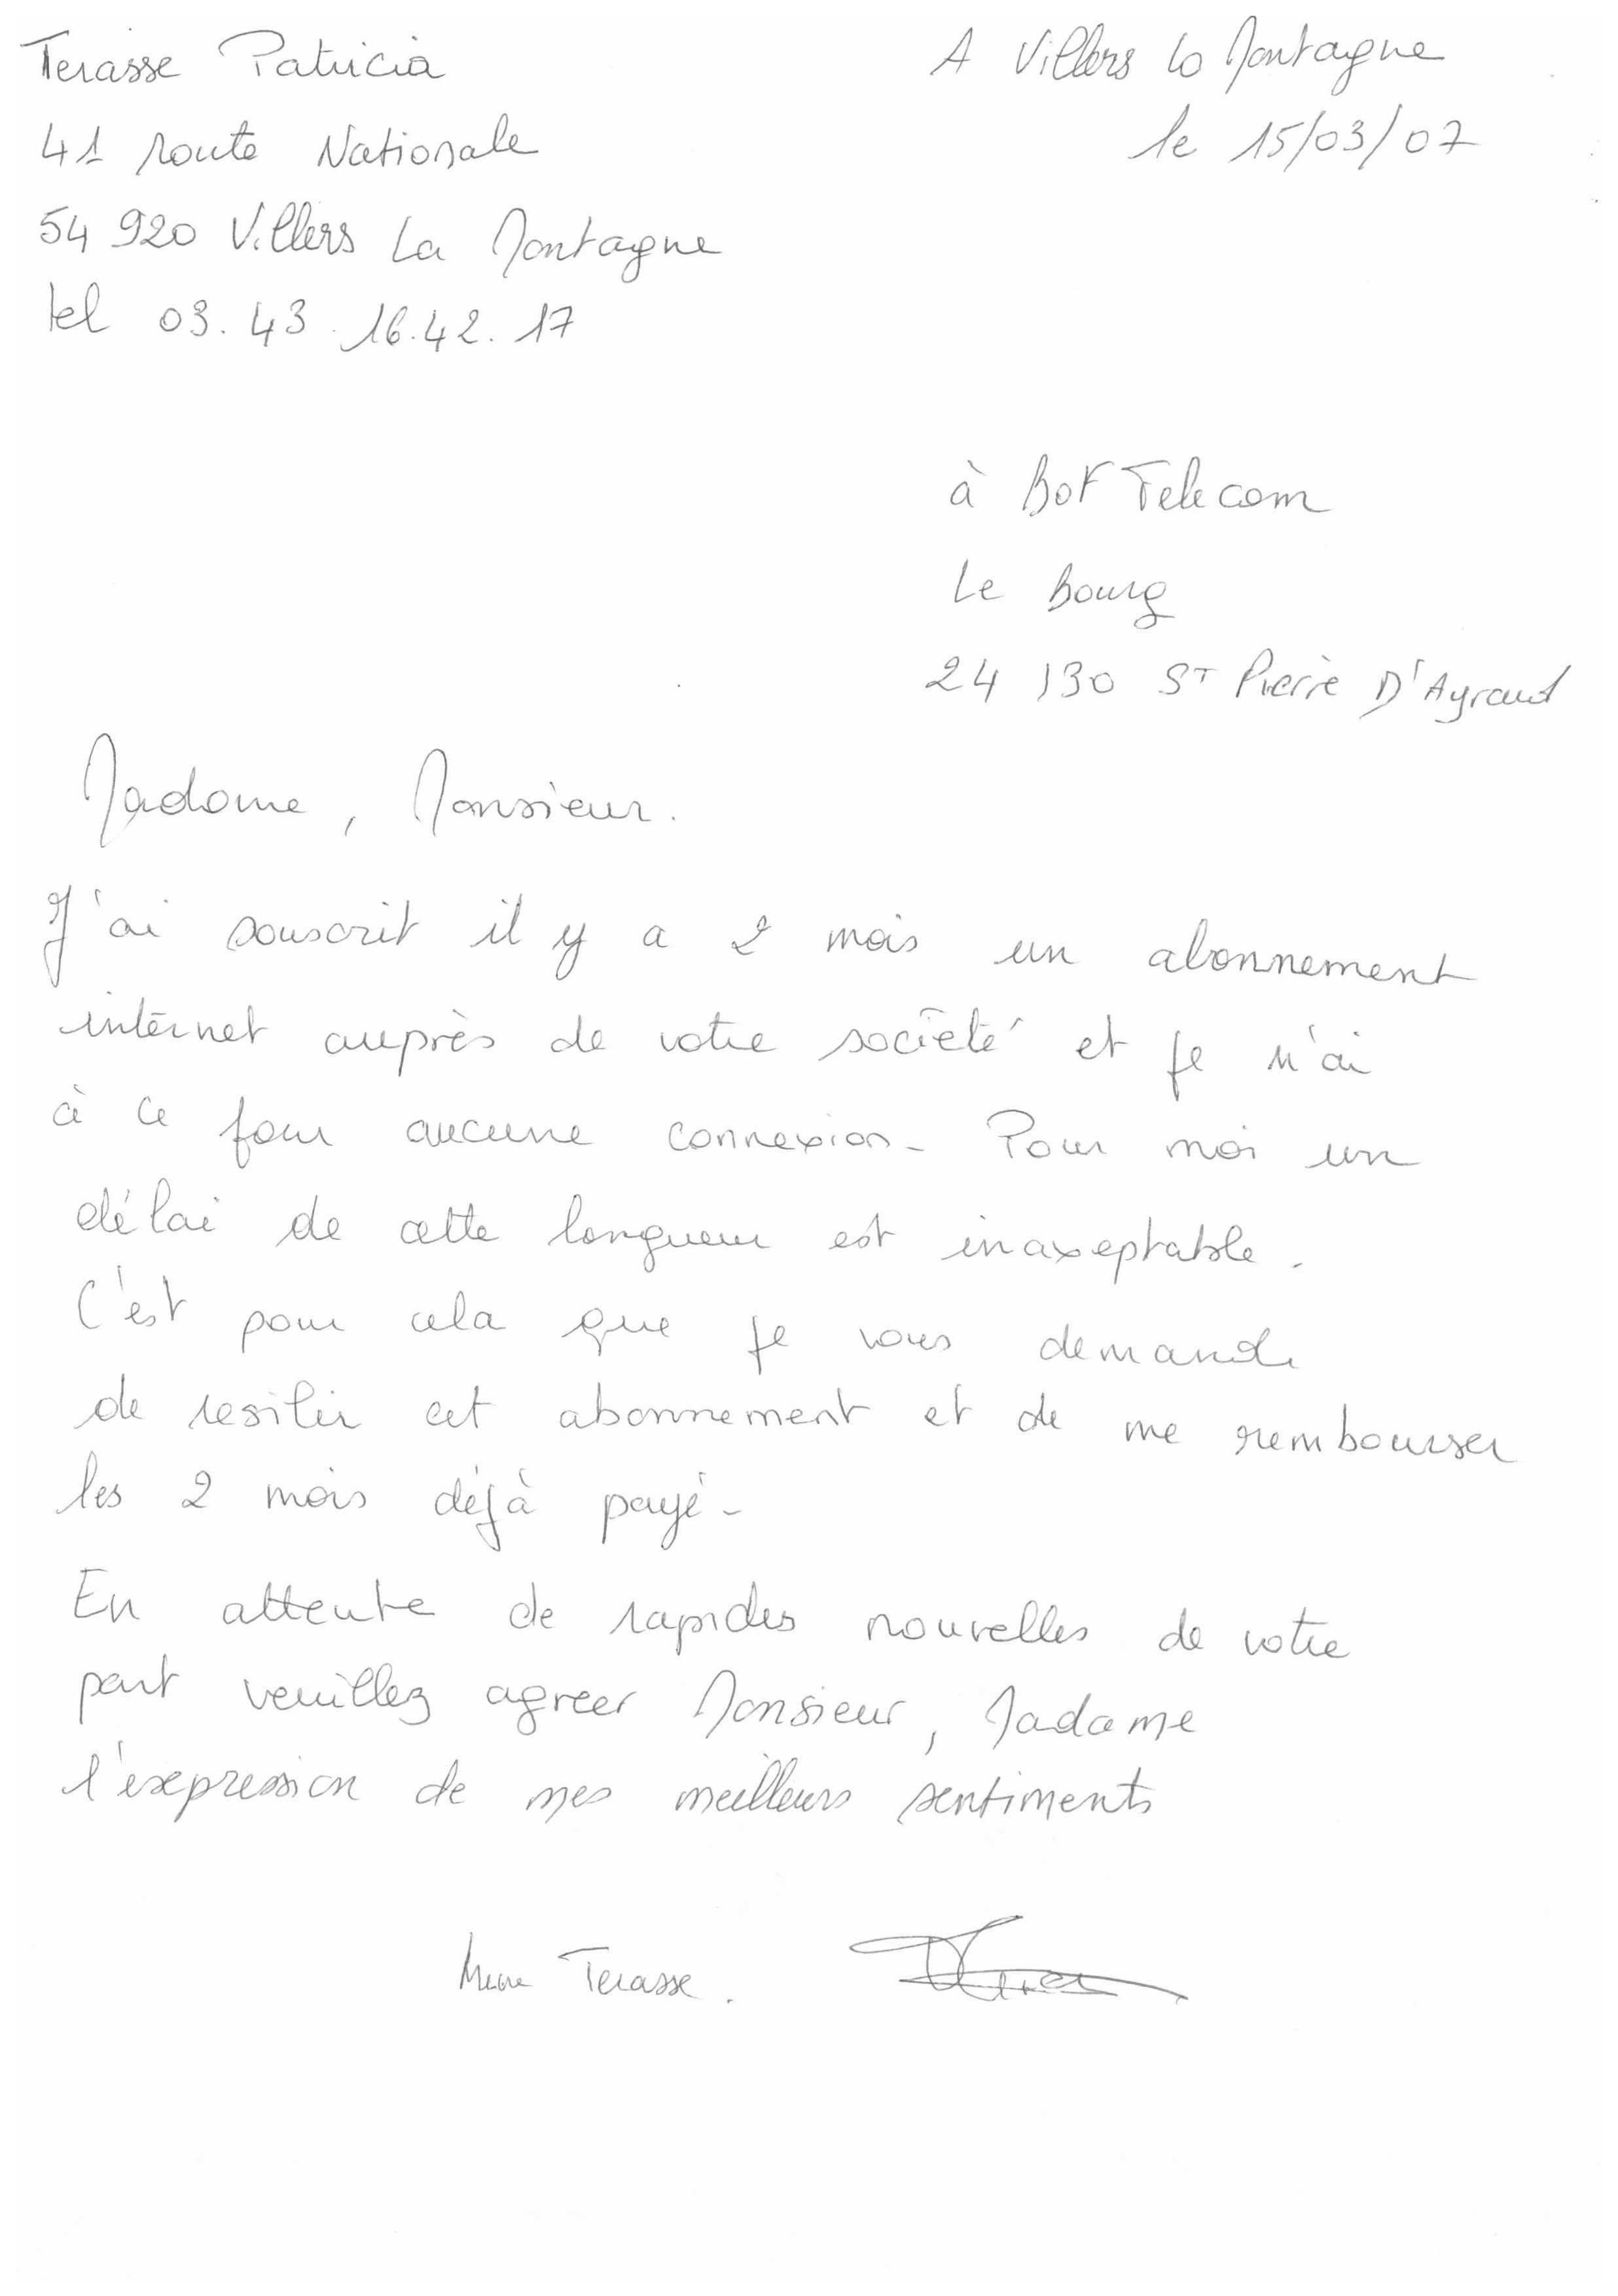 Terasse Patricia
A Villers la Montagne
41 route Nationale
le 15/03/07
54 920 Villers La Montagne
tel 03.43.16.42.17
à BOF Telecom
Le Bourg
24 130 ST Pierre D'Ayraud
Madame, Monsieur.
J'ai souscrit il y a 2 mois un abonnement
internet auprès de votre société et je n'ai
à ce jour aucune connexion - Pour moi un
délai de cette longueur est inaxeptable.
C'est pour cela que je vous demande
de resilier cet abonnement et de me rembourser
les 2 mois déjà payé -
En attente de rapides nouvelles de votre
part veuillez agreer Monsieur, Madame
l'expression de mes meilleurs sentiments
Mme Terasse.